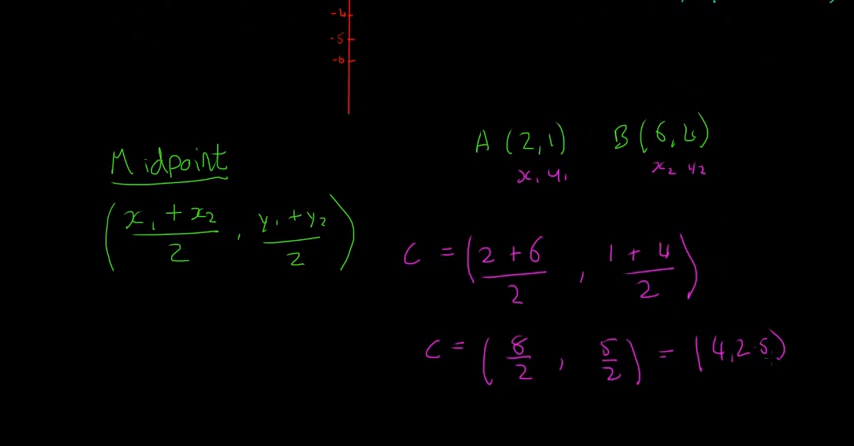 -4
-5
-6
Midpoint
A (2,1) B (6,4)
x₁ y₁ x₂ y₂
(x₁ + x₂ / 2 , y₁ + y₂ / 2)
C = (2 + 6 / 2 , 1 + 4 / 2)
C = (8/2 , 5/2) = (4,2.5)